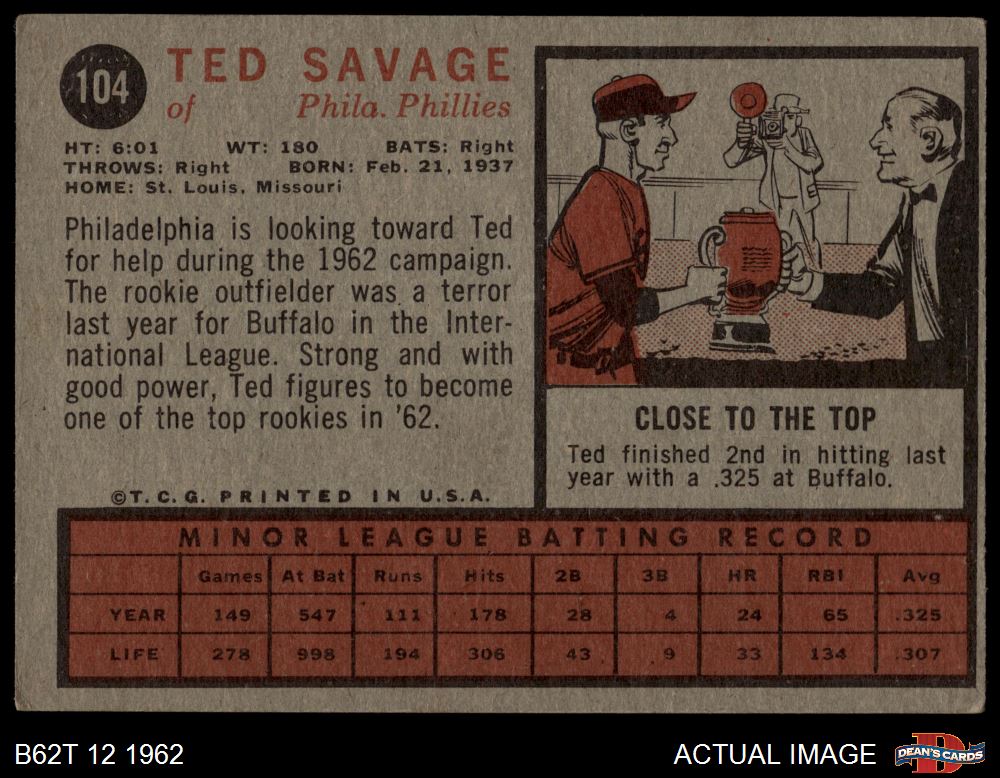 104
TED SAVAGE
of Phila. Phillies
HT: 6:01 WT: 180 BATS: Right
THROWS: Right BORN: Feb. 21, 1937
HOME: St. Louis, Missouri
Philadelphia is looking toward Ted
for help during the 1962 campaign.
The rookie outfielder was a terror
last year for Buffalo in the Inter-
national League. Strong and with
good power, Ted figures to become
one of the top rookies in '62.
©T.C.G. PRINTED IN U.S.A.
CLOSE TO THE TOP
Ted finished 2nd in hitting last
year with a .325 at Buffalo.
MINOR LEAGUE BATTING RECORD
Games At Bat Runs Hits 2B 3B HR RBI Avg
YEAR 149 547 111 178 28 4 24 65 .325
LIFE 278 998 194 306 43 9 33 134 .307
B62T 12 1962
ACTUAL IMAGE
DEAN'S CARDS